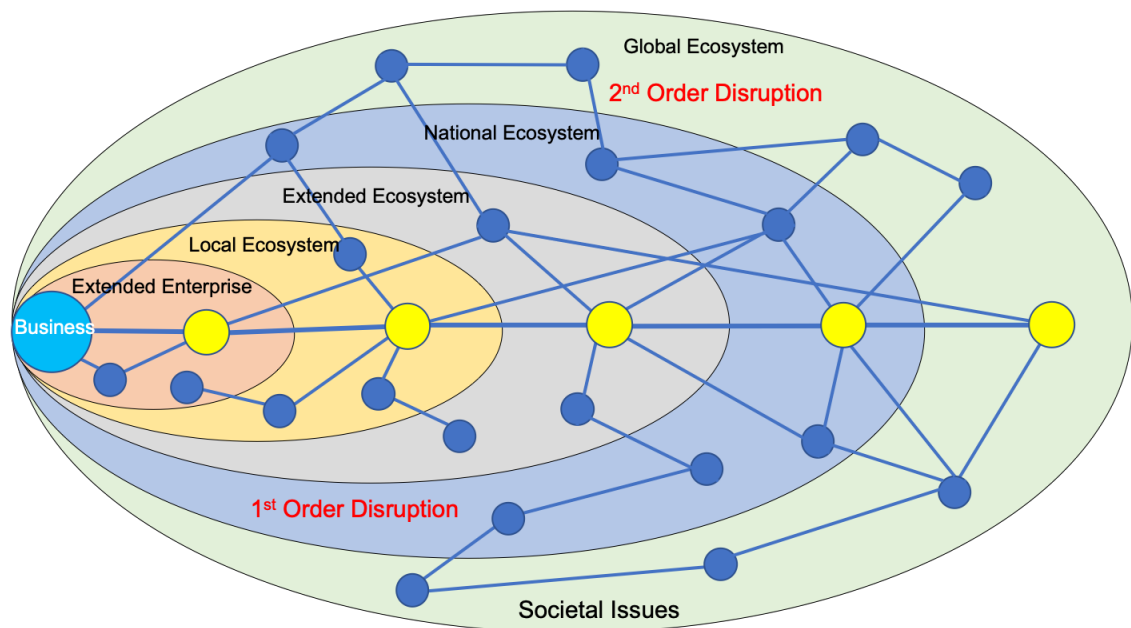 Global Ecosystem
2nd Order Disruption
National Ecosystem
Extended Ecosystem
Local Ecosystem
Extended Enterprise
Business
1st Order Disruption
Societal Issues